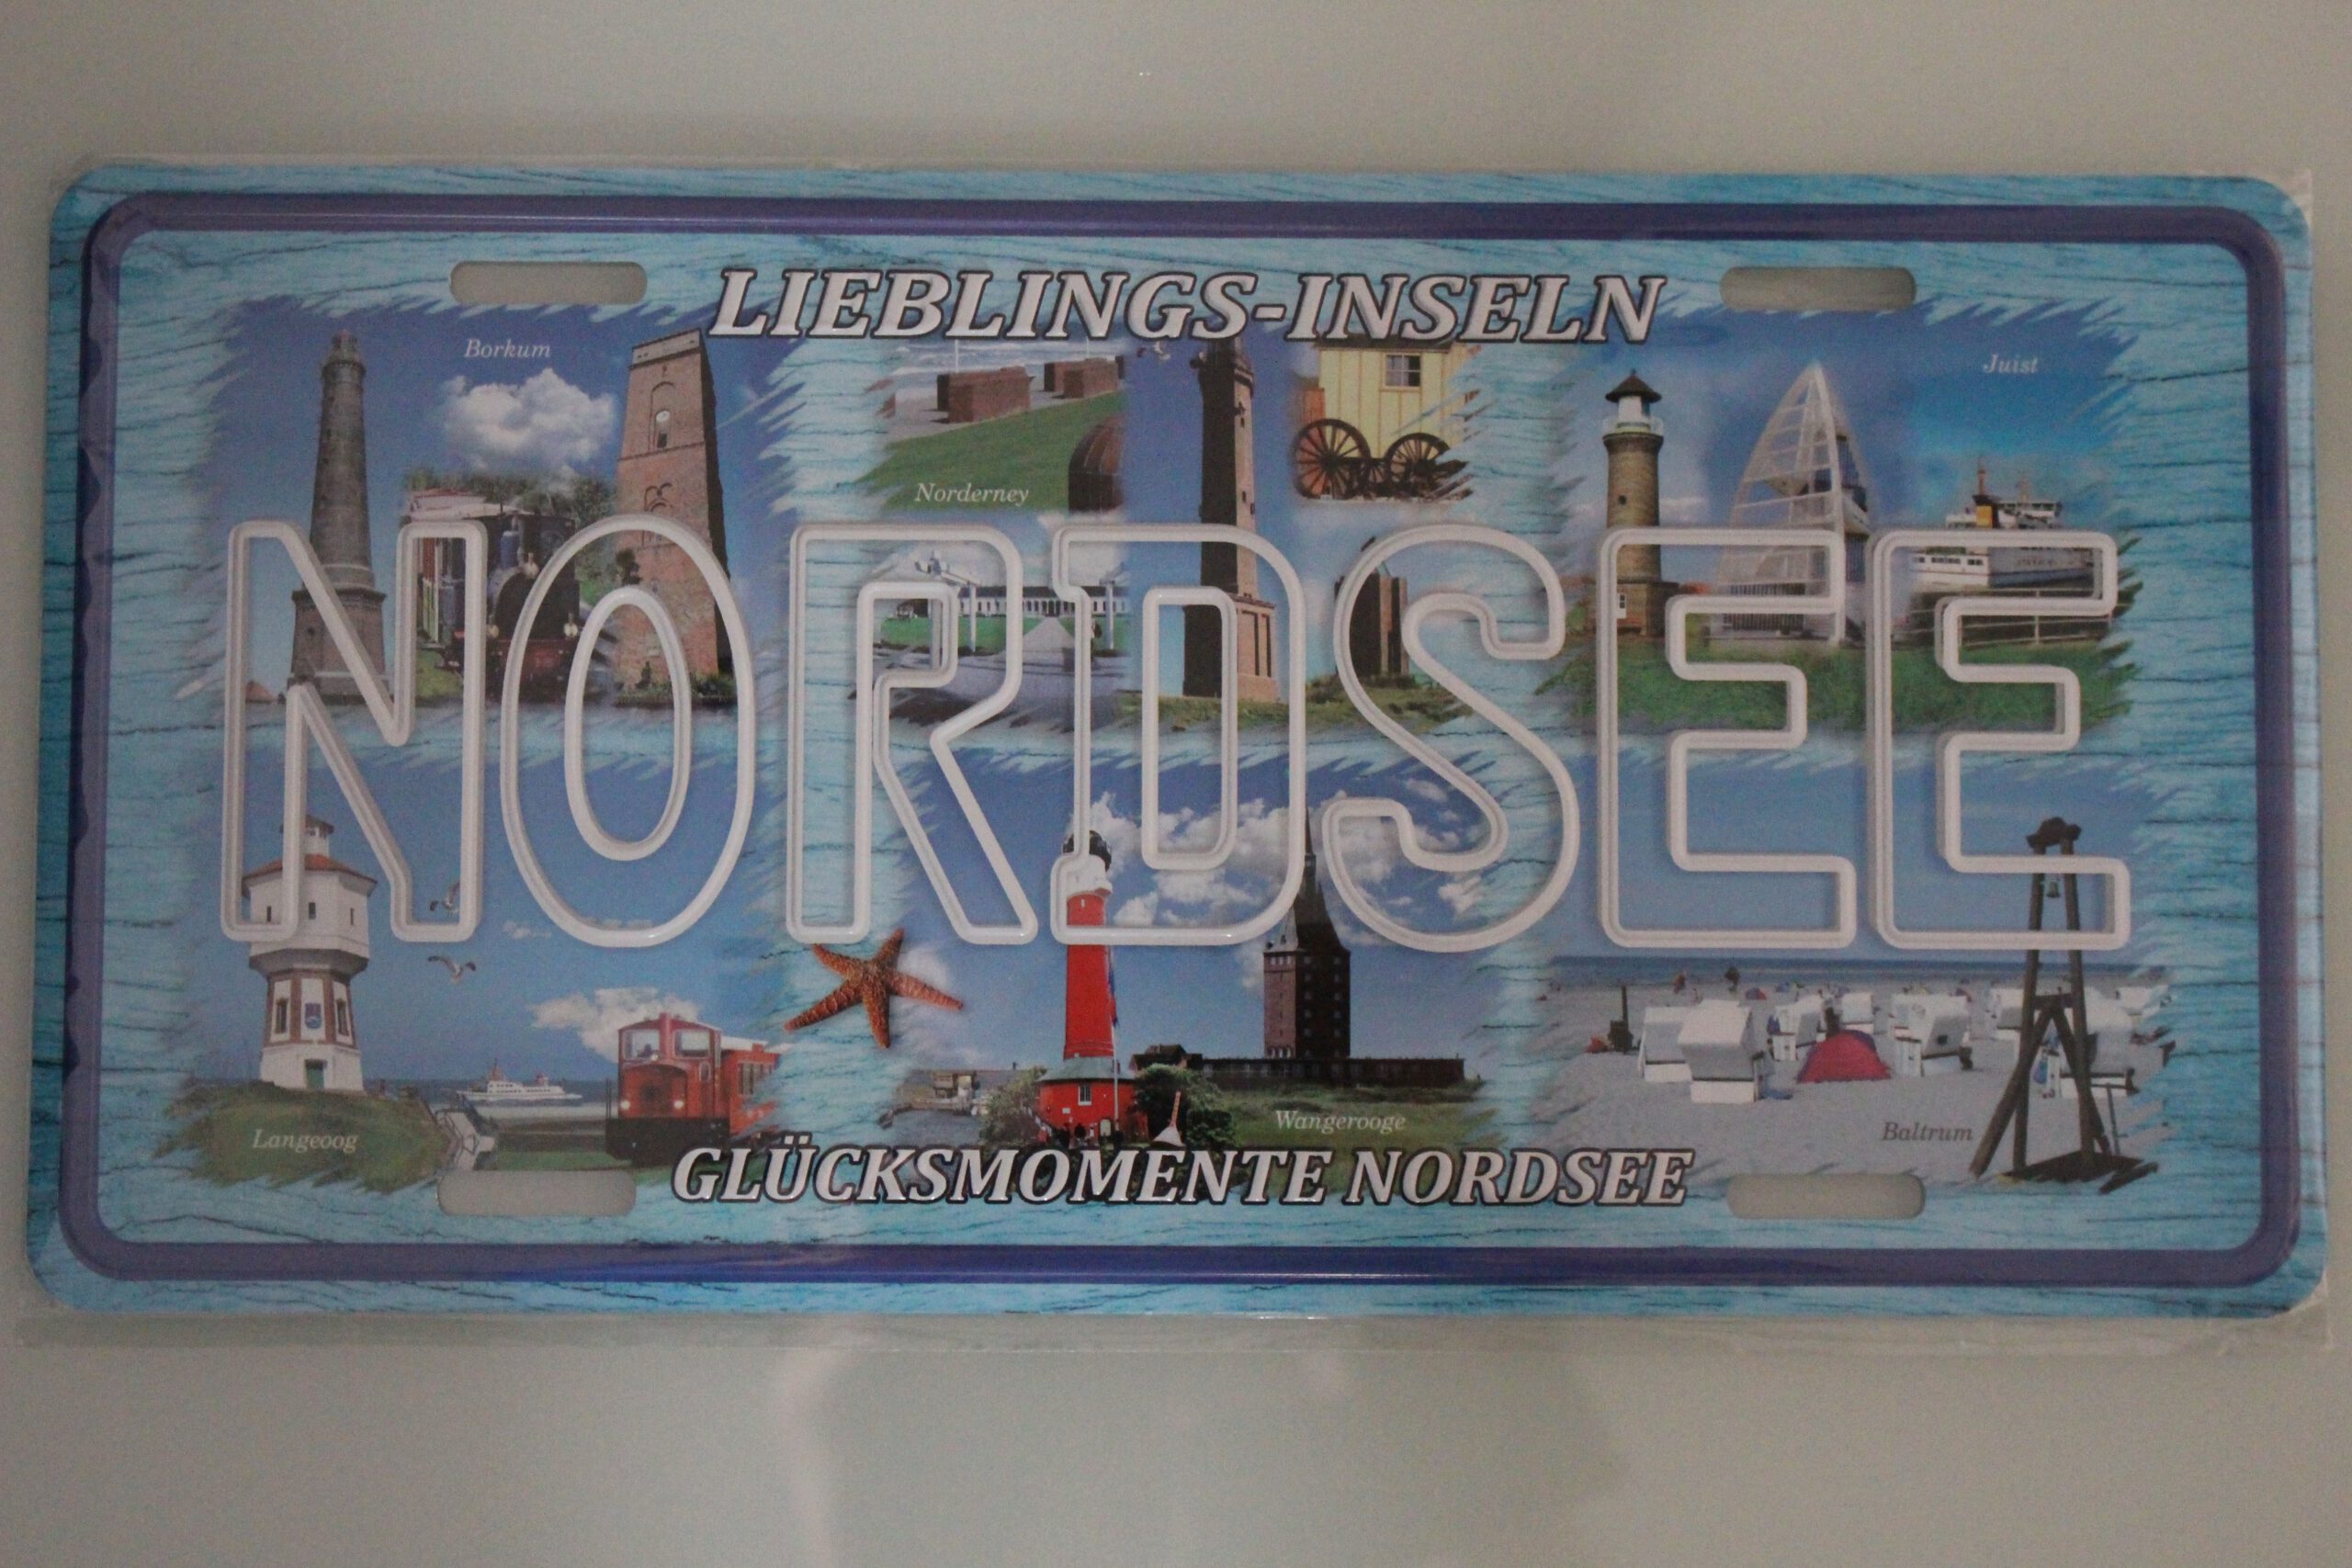 LIEBLINGS-INSELN
Borkum
Juist
Norderney
NORDSEE
Langeoog
Wangerooge
Baltrum
GLÜCKSMOMENTE NORDSEE